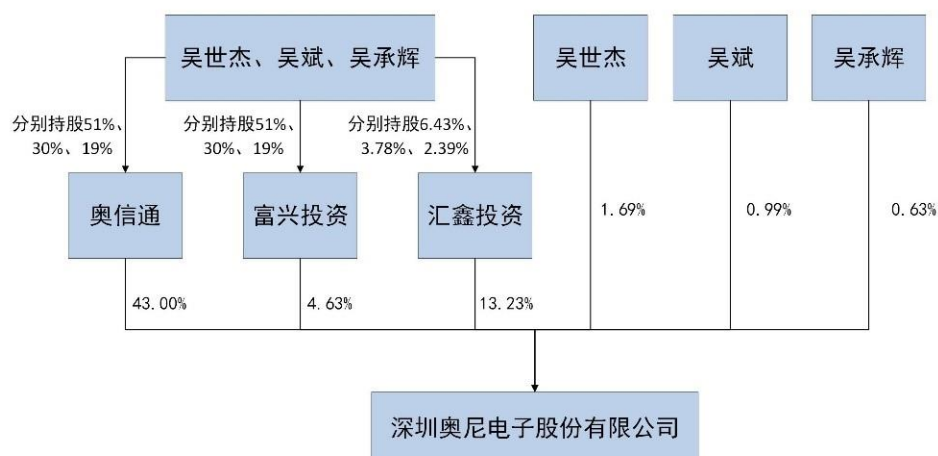 吴世杰、吴斌、吴承辉
吴世杰
吴斌
吴承辉
分别持股51%、
30%、19%
分别持股51%、
30%、19%
分别持股6.43%、
3.78%、2.39%
奥信通
富兴投资
汇鑫投资
1.69%
0.99%
0.63%
43.00%
4.63%
13.23%
深圳奥尼电子股份有限公司